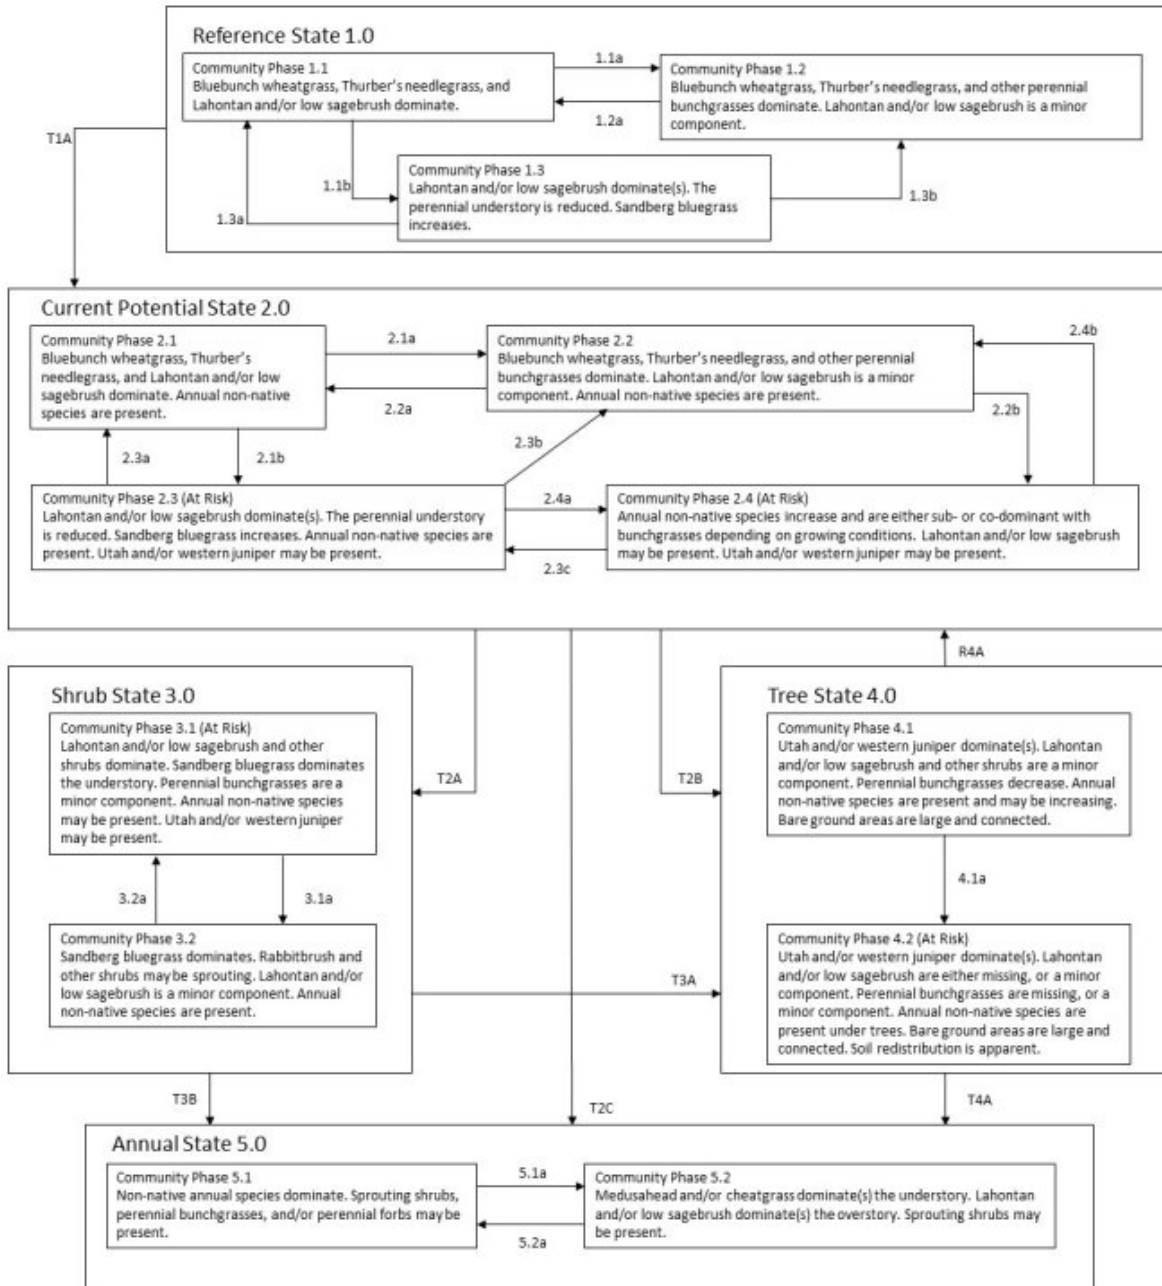 Reference State 1.0
Community Phase 1.1
Bluebunch wheatgrass, Thurber's needlegrass, and
Lahontan and/or low sagebrush dominate.
1.1a
1.2a
Community Phase 1.2
Bluebunch wheatgrass, Thurber's needlegrass, and other perennial
bunchgrasses dominate. Lahontan and/or low sagebrush is a minor
component.
T1A
1.1b
1.3a
Community Phase 1.3
Lahontan and/or low sagebrush dominate(s). The
perennial understory is reduced. Sandberg bluegrass
increases.
1.3b
Current Potential State 2.0
Community Phase 2.1
Bluebunch wheatgrass, Thurber's
needlegrass, and Lahontan and/or low
sagebrush dominate. Annual non-native
species are present.
2.1a
2.2a
Community Phase 2.2
Bluebunch wheatgrass, Thurber's needlegrass, and other perennial
bunchgrasses dominate. Lahontan and/or low sagebrush is a minor
component. Annual non-native species are present.
2.4b
2.2b
2.3a
2.1b
2.3b
Community Phase 2.3 (At Risk)
Lahontan and/or low sagebrush dominate(s). The perennial understory
is reduced. Sandberg bluegrass increases. Annual non-native species are
present. Utah and/or western juniper may be present.
2.4a
2.3c
Community Phase 2.4 (At Risk)
Annual non-native species increase and are either sub- or co-dominant with
bunchgrasses depending on growing conditions. Lahontan and/or low sagebrush
may be present. Utah and/or western juniper may be present.
R4A
Shrub State 3.0
Community Phase 3.1 (At Risk)
Lahontan and/or low sagebrush and other
shrubs dominate. Sandberg bluegrass dominates
the understory. Perennial bunchgrasses are a
minor component. Annual non-native species
may be present. Utah and/or western juniper
may be present.
T2A
T2B
Tree State 4.0
Community Phase 4.1
Utah and/or western juniper dominate(s). Lahontan
and/or low sagebrush and other shrubs are a minor
component. Perennial bunchgrasses decrease. Annual
non-native species are present and may be increasing.
Bare ground areas are large and connected.
3.2a
3.1a
4.1a
Community Phase 3.2
Sandberg bluegrass dominates. Rabbitbrush and
other shrubs may be sprouting. Lahontan and/or
low sagebrush is a minor component. Annual
non-native species are present.
T3A
Community Phase 4.2 (At Risk)
Utah and/or western juniper dominate(s). Lahontan
and/or low sagebrush are either missing, or a minor
component. Perennial bunchgrasses are missing, or a
minor component. Annual non-native species are
present under trees. Bare ground areas are large and
connected. Soil redistribution is apparent.
T3B
T2C
T4A
Annual State 5.0
Community Phase 5.1
Non-native annual species dominate. Sprouting shrubs,
perennial bunchgrasses, and/or perennial forbs may be
present.
5.1a
5.2a
Community Phase 5.2
Medusahead and/or cheatgrass dominate(s) the understory. Lahontan
and/or low sagebrush dominate(s) the overstory. Sprouting shrubs may
be present.